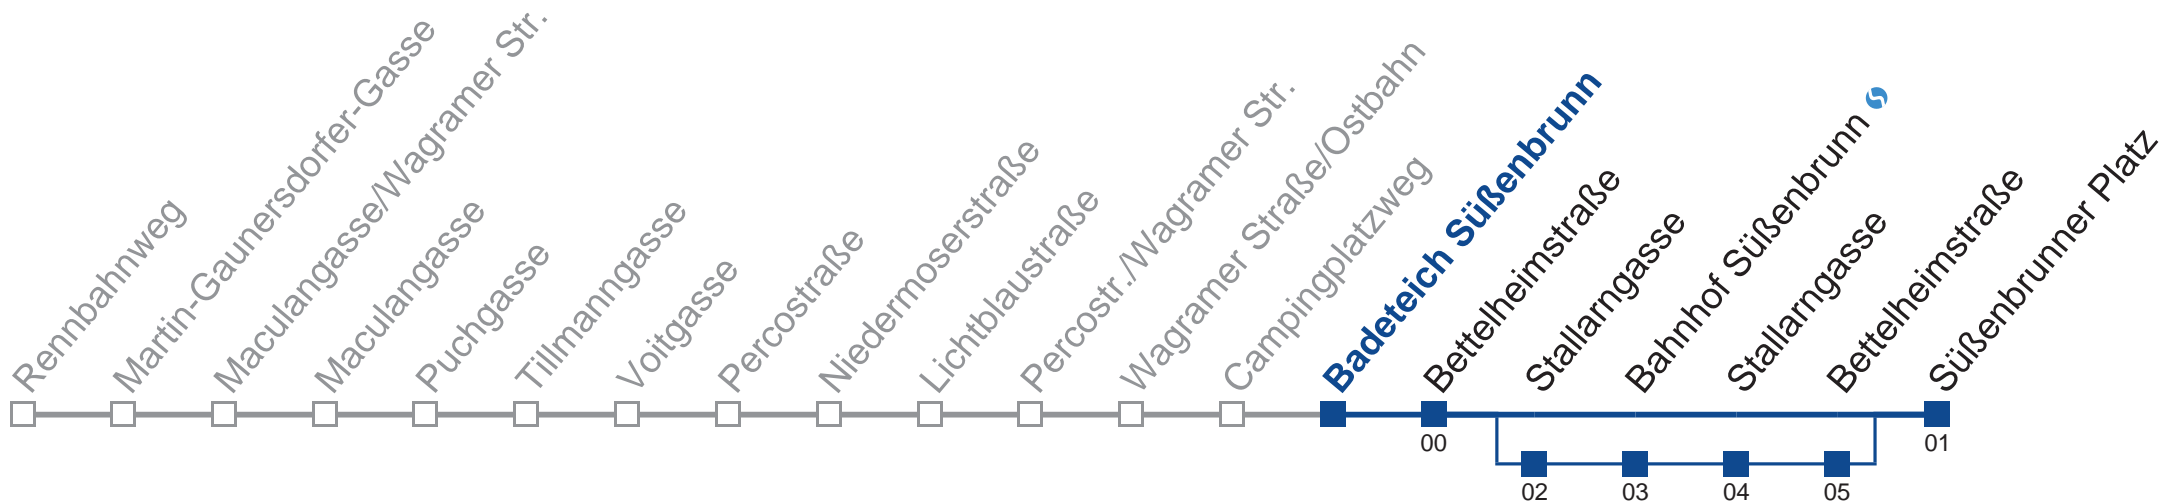 Rennbahnweg
Martin-Gaunersdorfer-Gasse
Maculangasse/Wagramer Str.
Maculangasse
Puchgasse
Tillmanngasse
Voitgasse
Percostraße
Niedermoserstraße
Lichtblaustraße
Percostr./Wagramer Str.
Wagramer Straße/Ostbahn
Campingplatzweg
Badeteich Süßenbrunn
Bettelheimstraße
Stallarngasse
Bahnhof Süßenbrunn
Stallarngasse
Bettelheimstraße
Süßenbrunner Platz
00
01
02
03
04
05